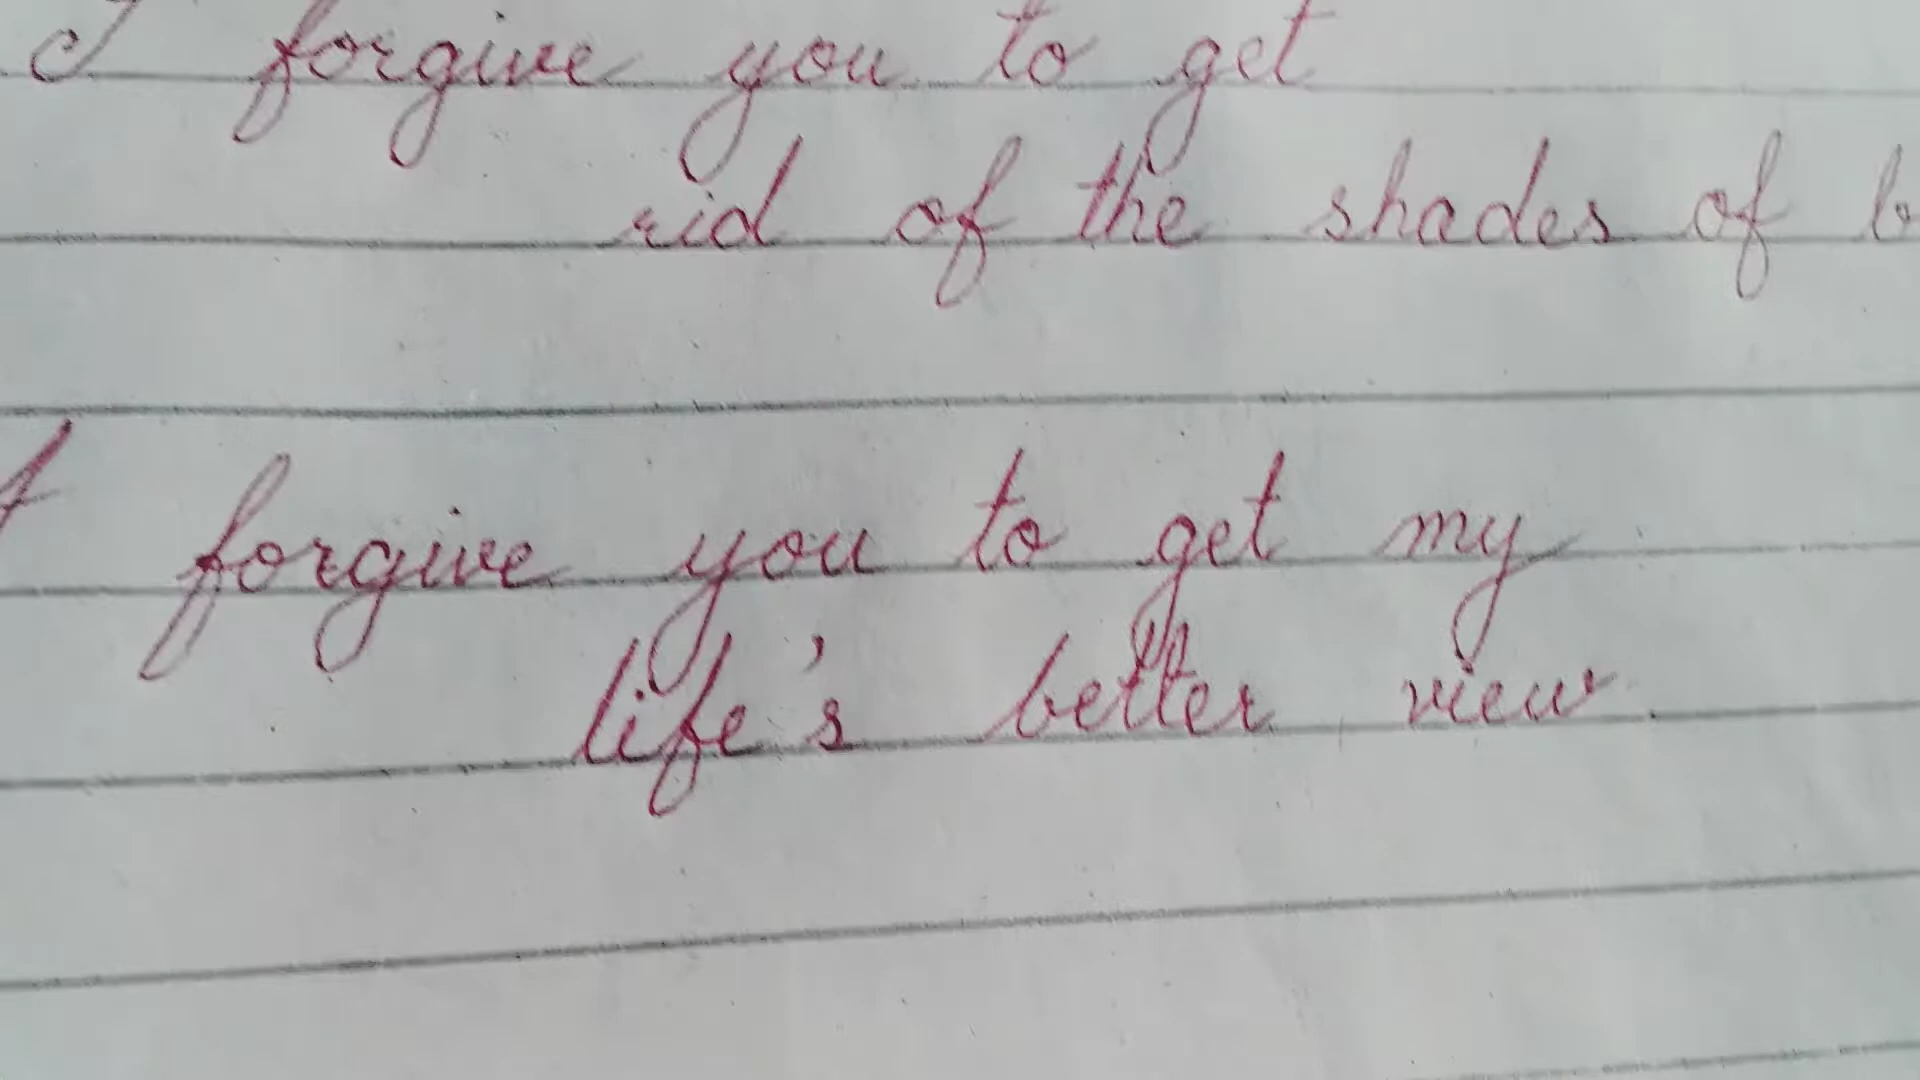 I forgive you to get
rid of the shades of
I forgive you to get my
life's better view